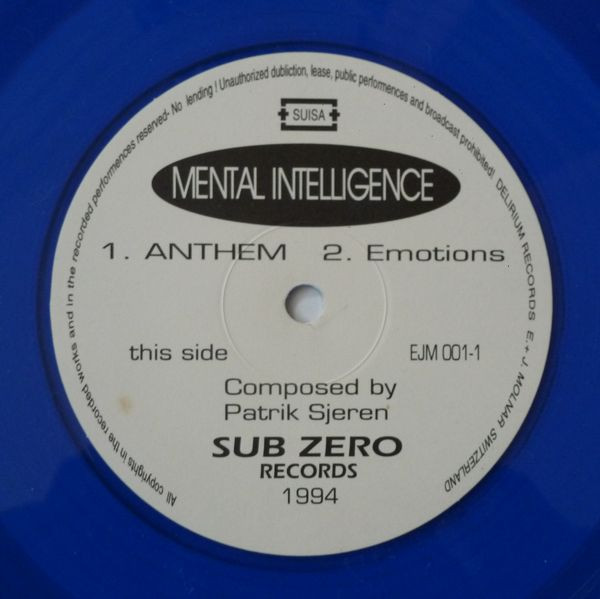 All copyrights in the recorded works and in the recorded performences reserved- No lending ! Unauthorized dubliction, lease, public performences and broadcast prohibited! DELIRIUM RECORDS E. + J. MOLNAR SWITZERLAND
SUISA
MENTAL INTELLIGENCE
1. ANTHEM 2. Emotions
this side EJM 001-1
Composed by
Patrik Sjeren
SUB ZERO
RECORDS
1994